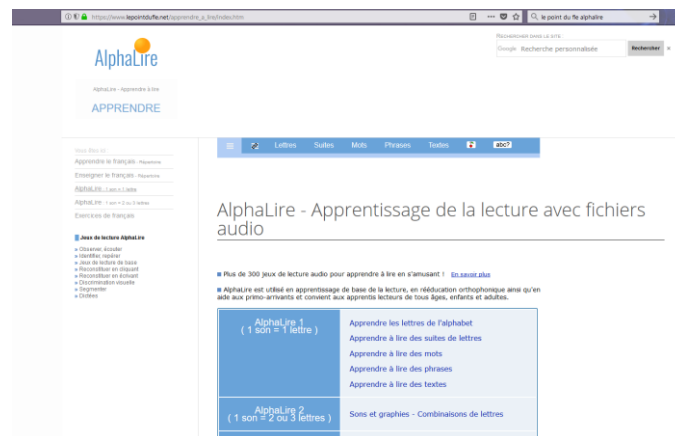 https://www.lepointdufle.net/apprendre_a_lire/index.htm
le point du fle alphalire
AlphaLire
RECHERCHER DANS LE SITE
Google Recherche personnalisée
Rechercher
AlphaLire - Apprendre à lire
APPRENDRE
Vous êtes ici
Apprendre le français - Répertoire
Enseigner le français - Répertoire
AlphaLire : 1 son = 1 lettre
AlphaLire : 1 son = 2 ou 3 lettres
Exercices de français
Jeux de lecture AlphaLire
Observer, écouter
Identifier, repérer
Jeux de lecture de base
Reconstituer en cliquant
Reconstituer en écrivant
Discrimination visuelle
Segmenter
Dictées
Lettres Suites Mots Phrases Textes abc?
AlphaLire - Apprentissage de la lecture avec fichiers
audio
Plus de 300 jeux de lecture audio pour apprendre à lire en s'amusant ! En savoir plus
AlphaLire est utilisé en apprentissage de base de la lecture, en rééducation orthophonique ainsi qu'en
aide aux primo-arrivants et convient aux apprentis lecteurs de tous âges, enfants et adultes.
AlphaLire 1
( 1 son = 1 lettre )
Apprendre les lettres de l'alphabet
Apprendre à lire des suites de lettres
Apprendre à lire des mots
Apprendre à lire des phrases
Apprendre à lire des textes
AlphaLire 2
( 1 son = 2 ou 3 lettres )
Sons et graphies - Combinaisons de lettres